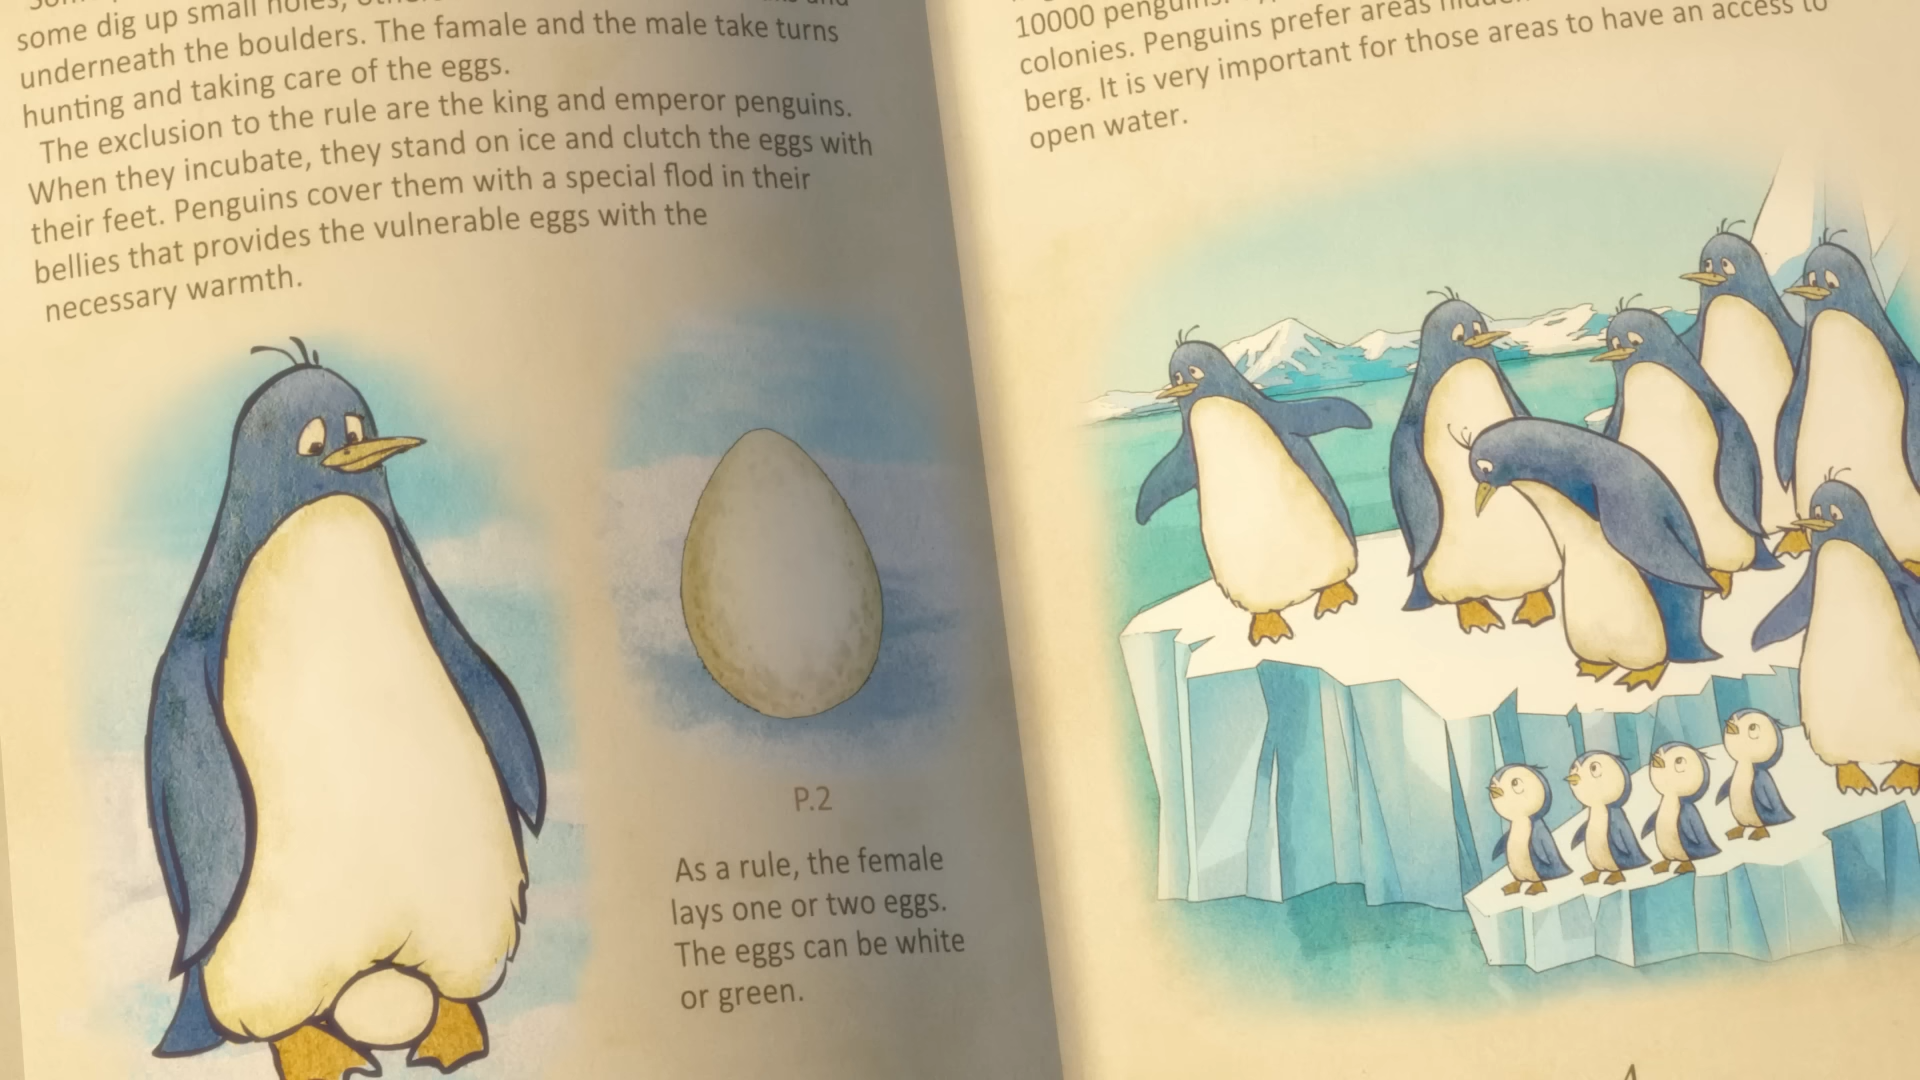 some dig up small holes,
underneath the boulders. The famale and the male take turns
hunting and taking care of the eggs.
The exclusion to the rule are the king and emperor penguins.
When they incubate, they stand on ice and clutch the eggs with
their feet. Penguins cover them with a special flod in their
bellies that provides the vulnerable eggs with the
necessary warmth.
P.2
As a rule, the female
lays one or two eggs.
The eggs can be white
or green.
10000 penguins.
colonies. Penguins prefer areas
berg. It is very important for those areas to have an access to
open water.